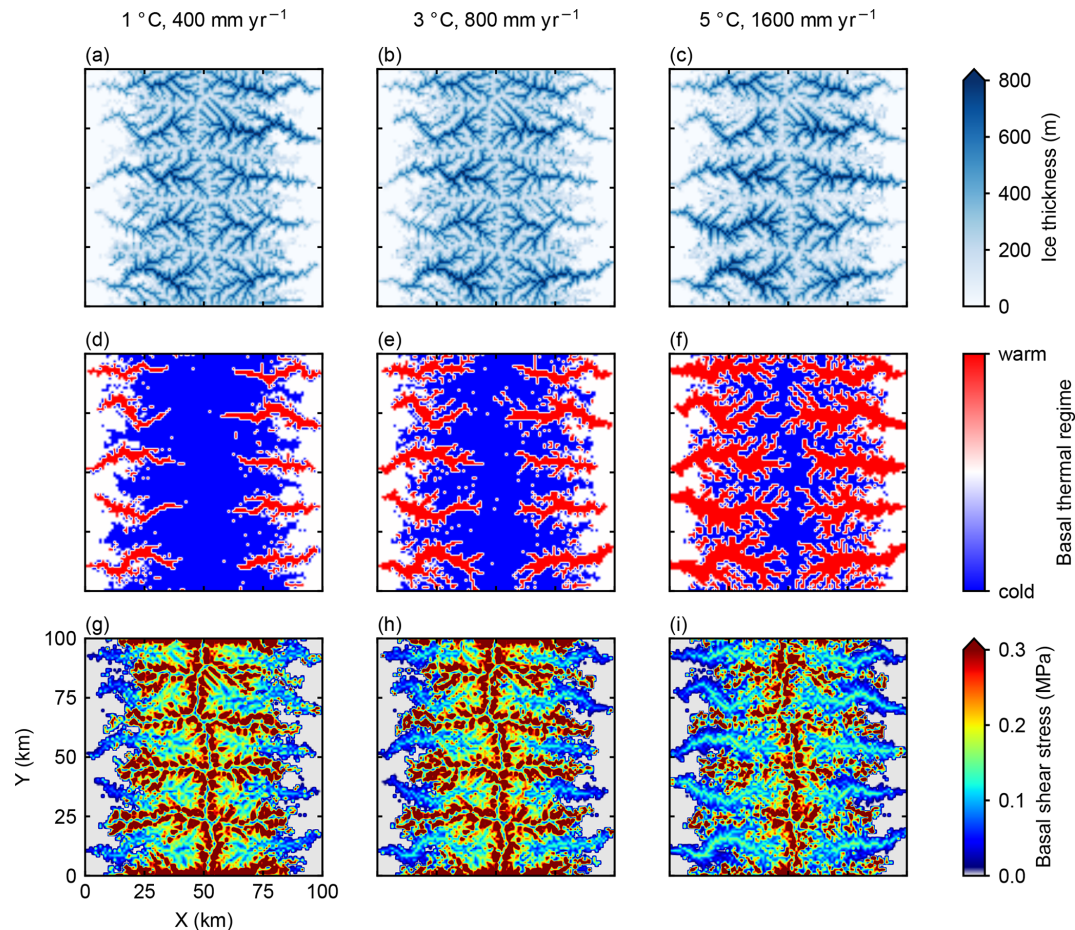 1 °C, 400 mm yr⁻¹
3 °C, 800 mm yr⁻¹
5 °C, 1600 mm yr⁻¹
(a)
(b)
(c)
800
600
400
200
0
Ice thickness (m)
(d)
(e)
(f)
warm
cold
Basal thermal regime
(g)
(h)
(i)
100
75
50
25
0
Y (km)
0
25
50
75
100
X (km)
0.3
0.2
0.1
0.0
Basal shear stress (MPa)